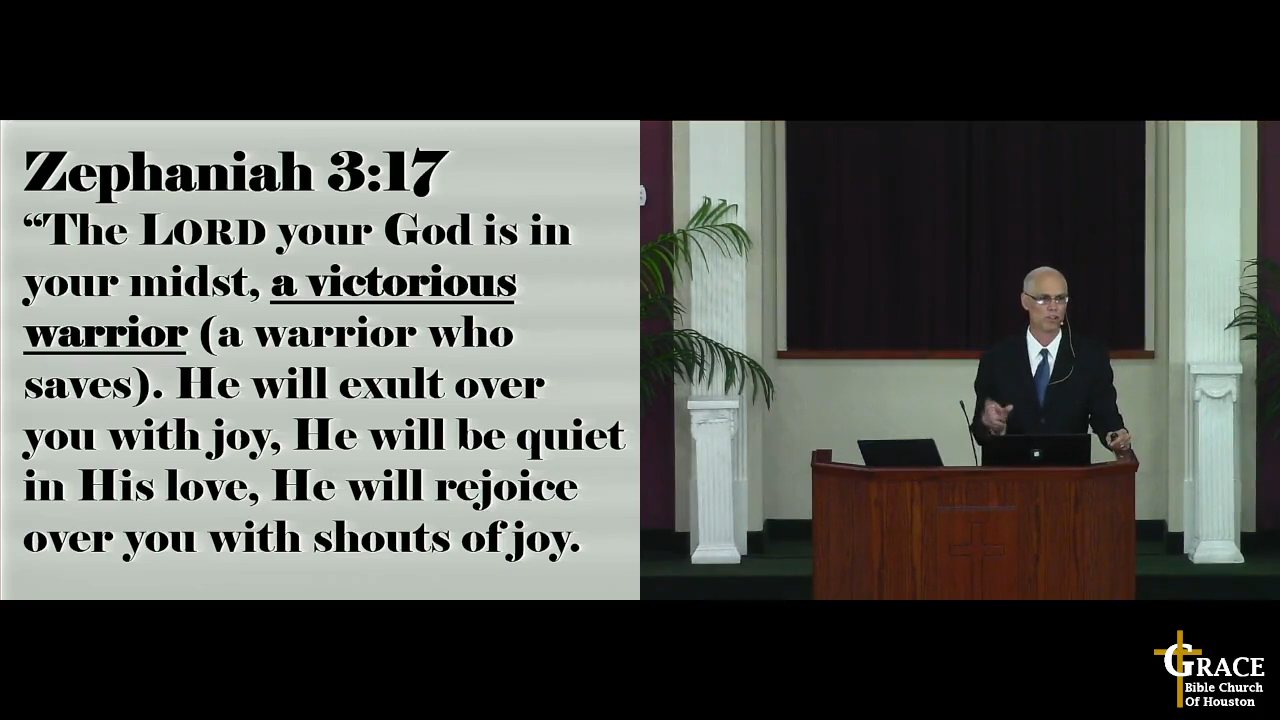 Zephaniah 3:17
“The LORD your God is in
your midst, a victorious
warrior (a warrior who
saves). He will exult over
you with joy, He will be quiet
in His love, He will rejoice
over you with shouts of joy.
GRACE
Bible Church
Of Houston